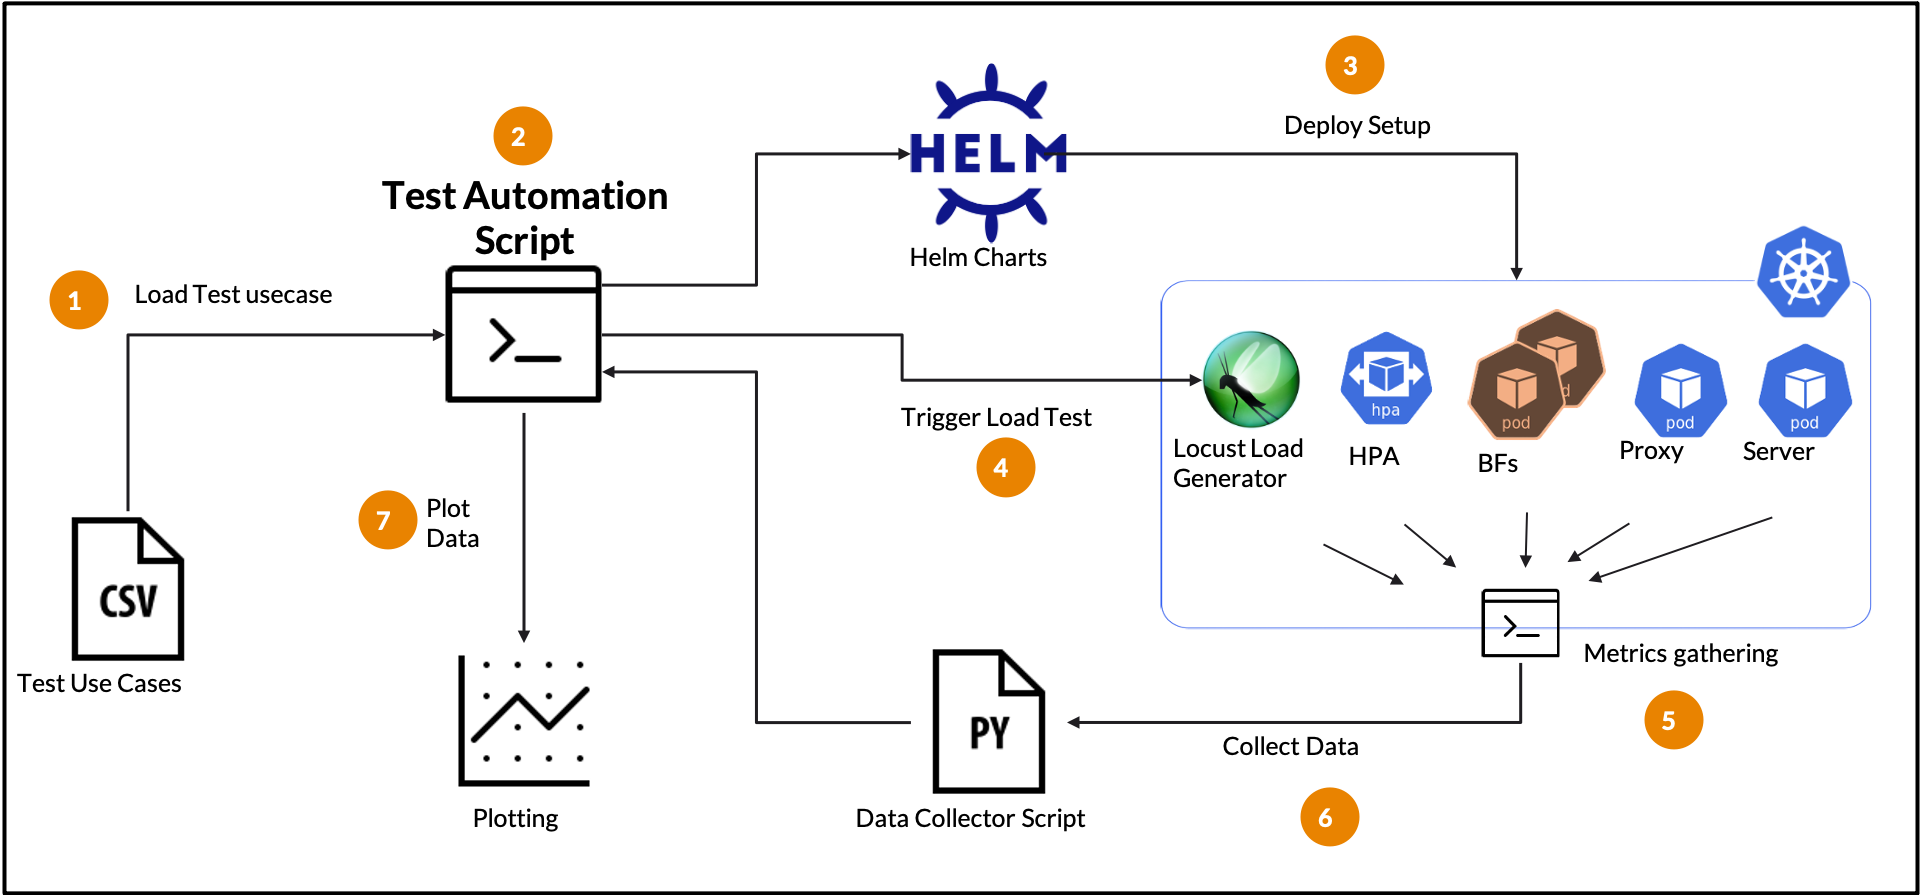 1
Load Test usecase
CSV
Test Use Cases
2
Test Automation
Script
HELM
Helm Charts
3
Deploy Setup
Trigger Load Test
4
Locust Load
Generator
hpa
HPA
d
pod
BFs
pod
Proxy
pod
Server
Metrics gathering
5
Collect Data
6
PY
Data Collector Script
7
Plot
Data
Plotting